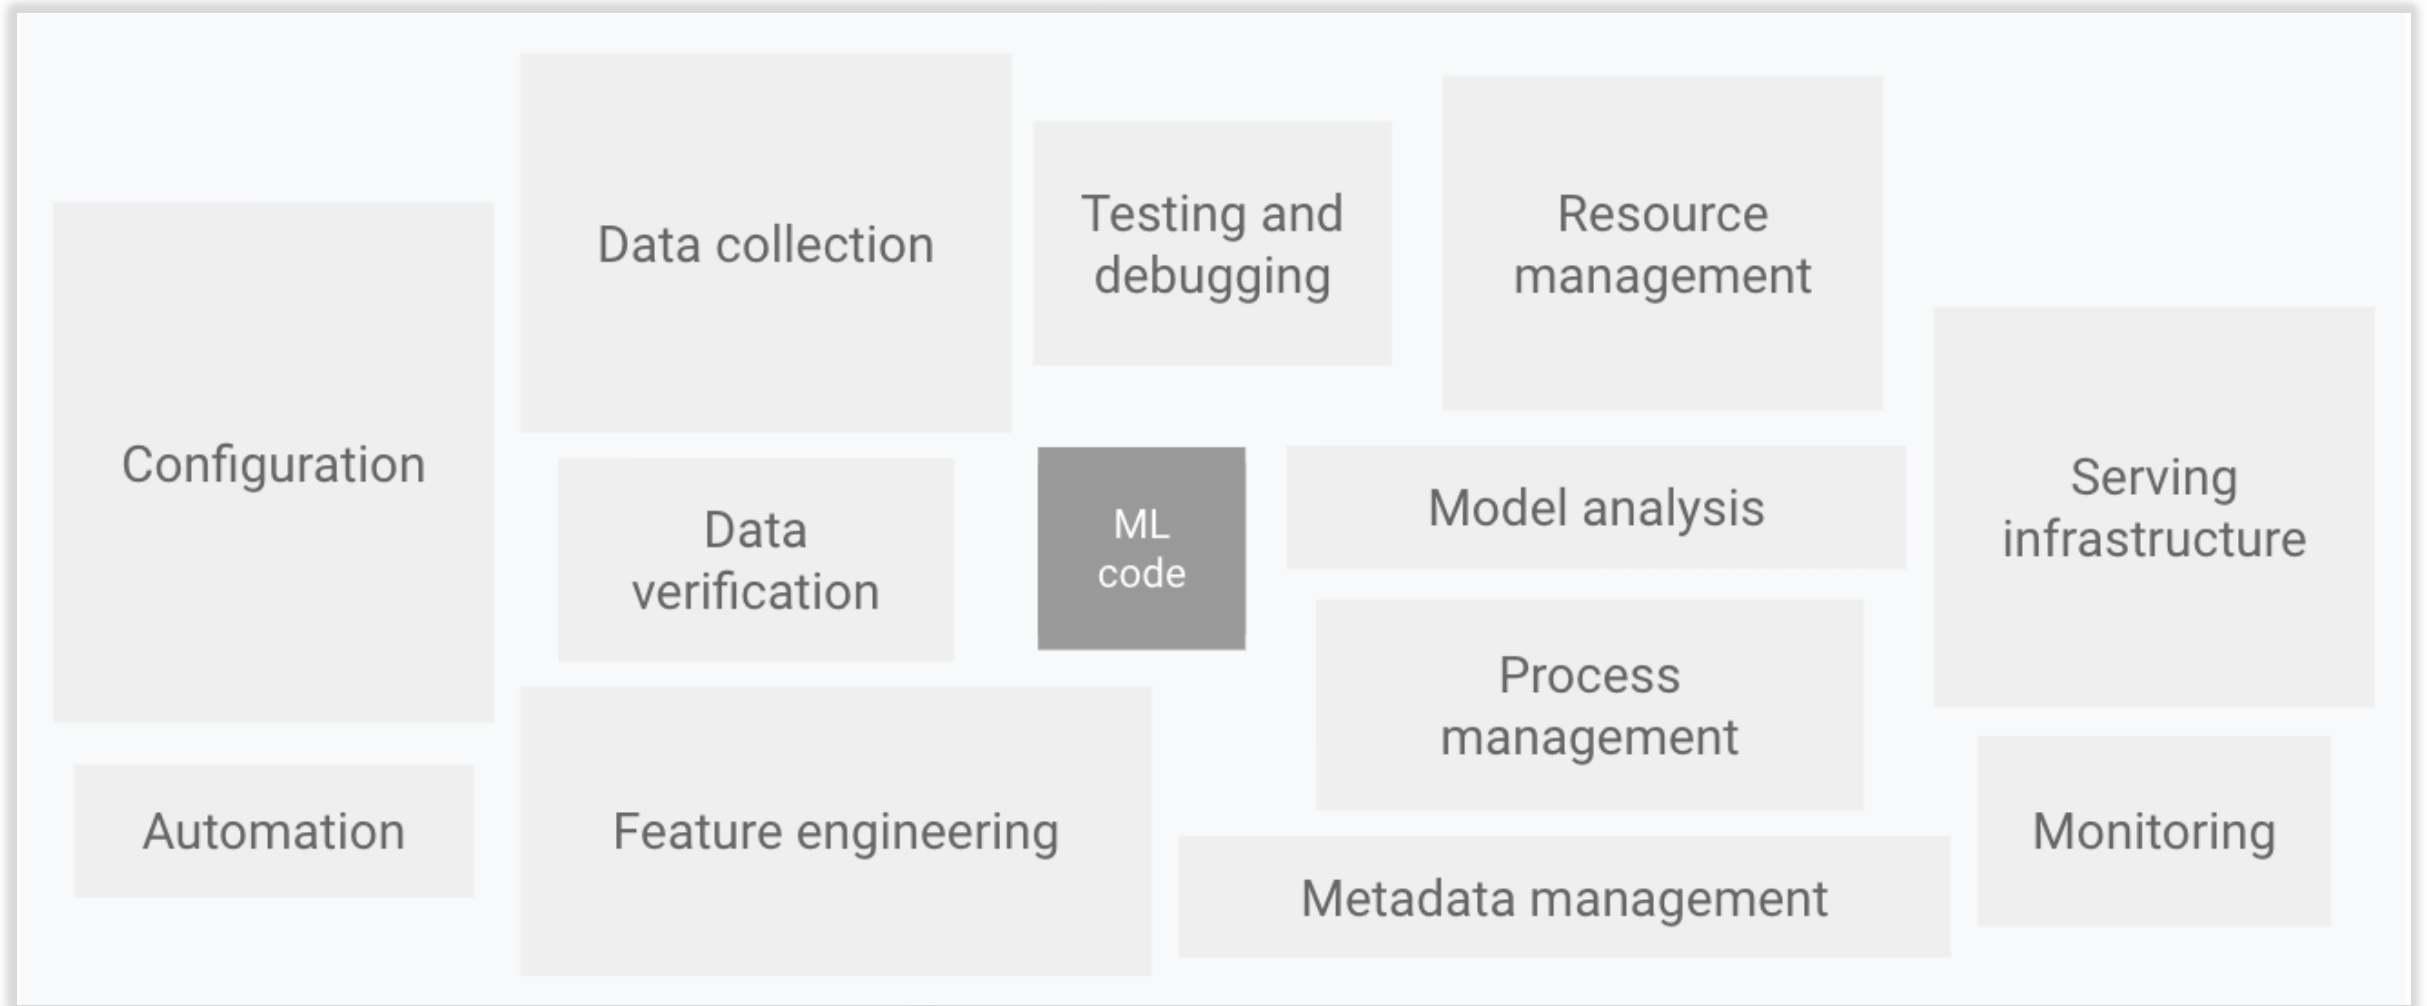 Data collection
Testing and
debugging
Resource
management
Configuration
Data
verification
ML
code
Model analysis
Serving
infrastructure
Process
management
Automation
Feature engineering
Metadata management
Monitoring